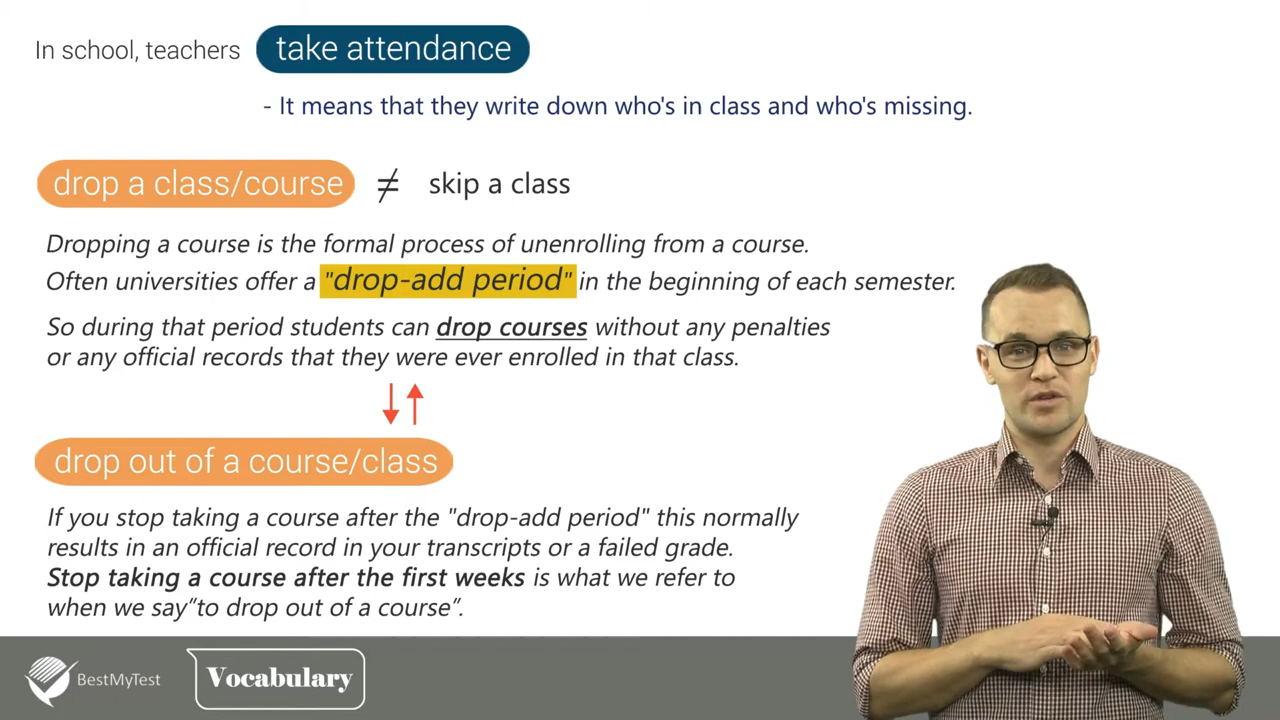 In school, teachers take attendance
- It means that they write down who's in class and who's missing.
drop a class/course ≠ skip a class
Dropping a course is the formal process of unenrolling from a course.
Often universities offer a "drop-add period" in the beginning of each semester.
So during that period students can drop courses without any penalties
or any official records that they were ever enrolled in that class.
drop out of a course/class
If you stop taking a course after the "drop-add period" this normally
results in an official record in your transcripts or a failed grade.
Stop taking a course after the first weeks is what we refer to
when we say”to drop out of a course”.
BestMyTest
Vocabulary